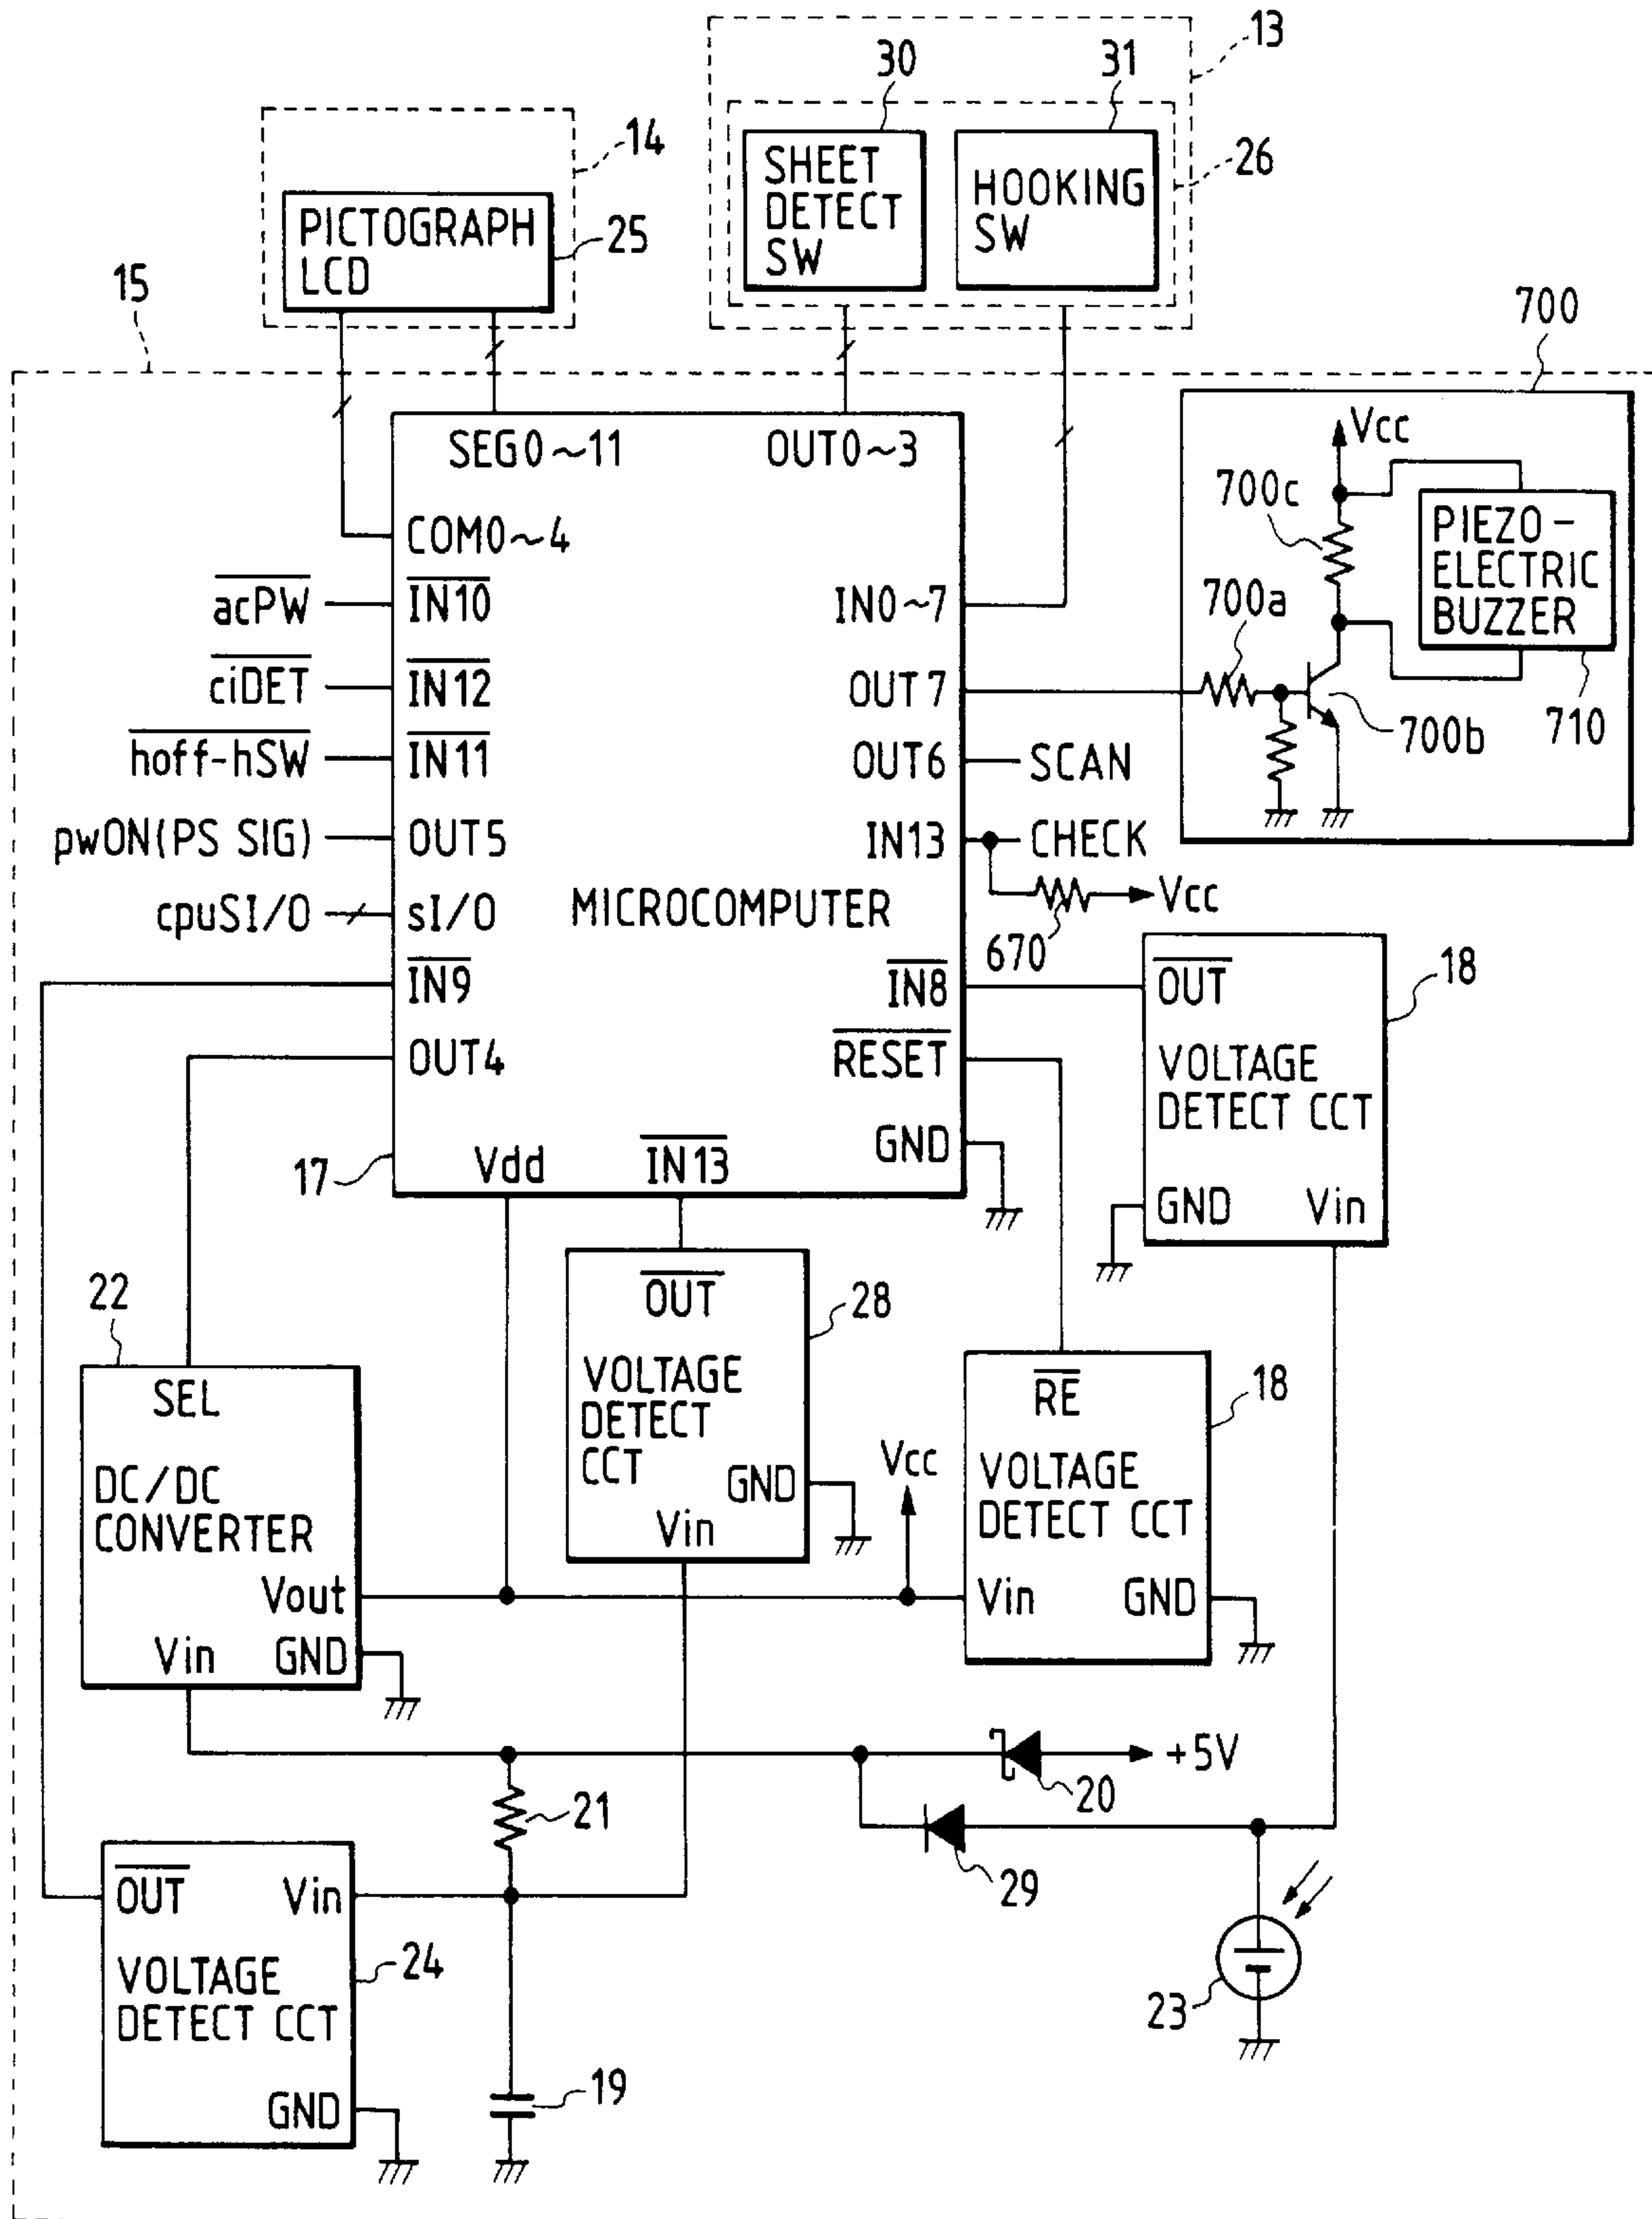 13
30
31
14
SHEET
DETECT
SW
HOOKING
SW
26
PICTOGRAPH
LCD
25
15
700
SEG0~11
OUT0~3
Vcc
700c
PIEZO-
ELECTRIC
BUZZER
COM0~4
acPW
IN10
IN0~7
700a
ciDET
IN12
OUT7
700b
710
hoff-hSW
IN11
OUT6
SCAN
pwON(PS SIG)
OUT5
IN13
CHECK
cpuSI/O
sI/O
MICROCOMPUTER
Vcc
670
IN9
IN8
OUT
18
OUT4
RESET
VOLTAGE
DETECT CCT
17
Vdd
IN13
GND
GND
Vin
22
OUT
28
SEL
VOLTAGE
DETECT
CCT
RE
18
DC/DC
CONVERTER
GND
Vcc
VOLTAGE
DETECT CCT
Vin
Vout
Vin
GND
Vin
GND
+5V
21
20
29
OUT
Vin
24
VOLTAGE
DETECT CCT
23
GND
19